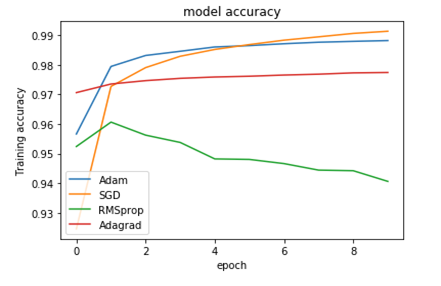 model accuracy
Training accuracy
0.99
0.98
0.97
0.96
0.95
0.94
0.93
Adam
SGD
RMSprop
Adagrad
0 2 4 6 8
epoch